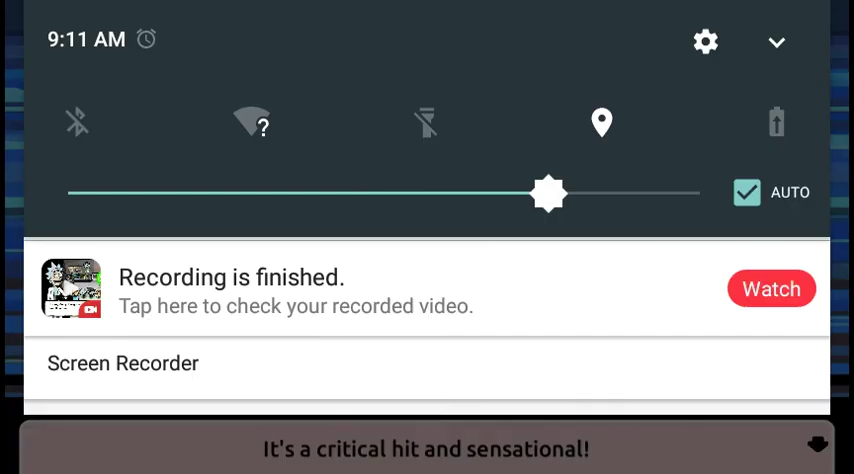 9:11 AM
?
AUTO
Recording is finished.
Tap here to check your recorded video.
Watch
Screen Recorder
It's a critical hit and sensational!